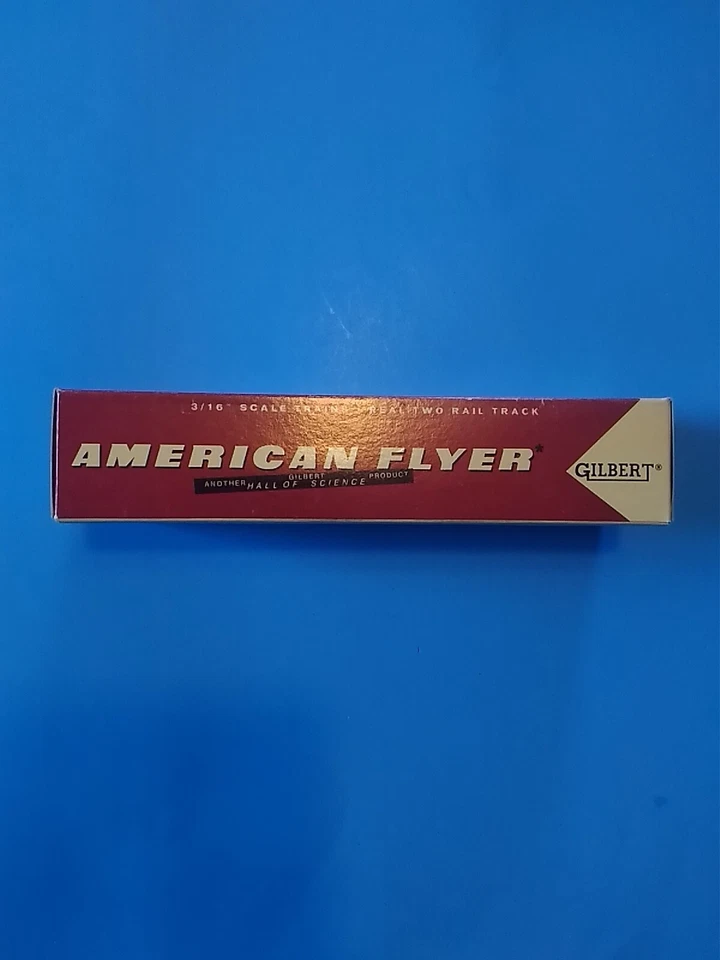 3/16" SCALE TRAINS REAL TWO RAIL TRACK
AMERICAN FLYER®
ANOTHER GILBERT HALL OF SCIENCE PRODUCT
GILBERT®